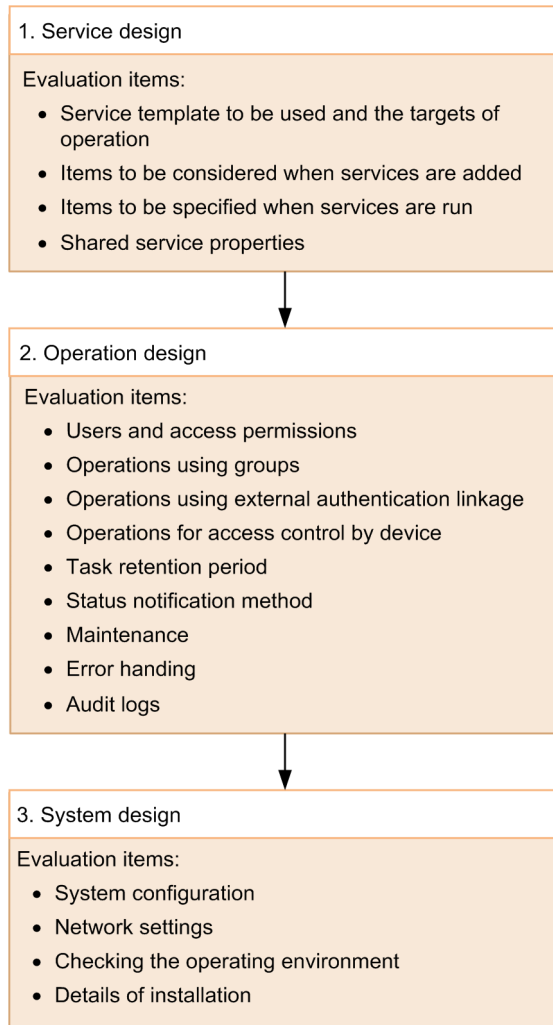 1. Service design
Evaluation items:
• Service template to be used and the targets of
operation
• Items to be considered when services are added
• Items to be specified when services are run
• Shared service properties
2. Operation design
Evaluation items:
• Users and access permissions
• Operations using groups
• Operations using external authentication linkage
• Operations for access control by device
• Task retention period
• Status notification method
• Maintenance
• Error handing
• Audit logs
3. System design
Evaluation items:
• System configuration
• Network settings
• Checking the operating environment
• Details of installation